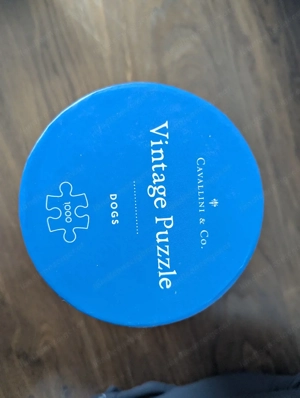 CAVALLINI & Co.
Vintage Puzzle
DOGS
1000